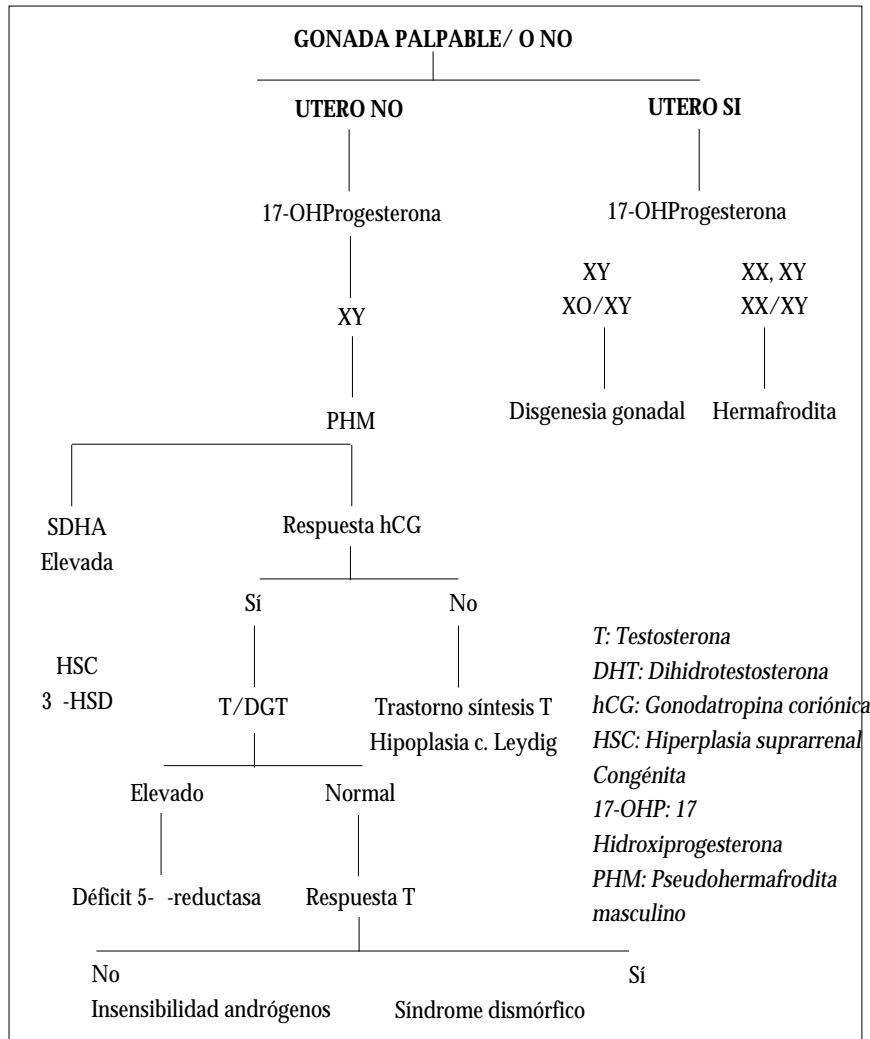 GONADA PALPABLE/ O NO
UTERO NO
UTERO SI
17-OHProgesterona
17-OHProgesterona
XY
XX, XY
XO/XY
XX/XY
XY
Disgenesia gonadal
Hermafrodita
PHM
SDHA
Elevada
Respuesta hCG
Sí
No
HSC
3 -HSD
T/DGT
Trastorno síntesis T
Hipoplasia c. Leydig
T: Testosterona
DHT: Dihidrotestosterona
hCG: Gonodatropina coriónica
HSC: Hiperplasia suprarrenal
Congénita
17-OHP: 17
Hidroxiprogesterona
PHM: Pseudohermafrodita
masculino
Elevado
Normal
Déficit 5- -reductasa
Respuesta T
No
Sí
Insensibilidad andrógenos
Síndrome dismórfico